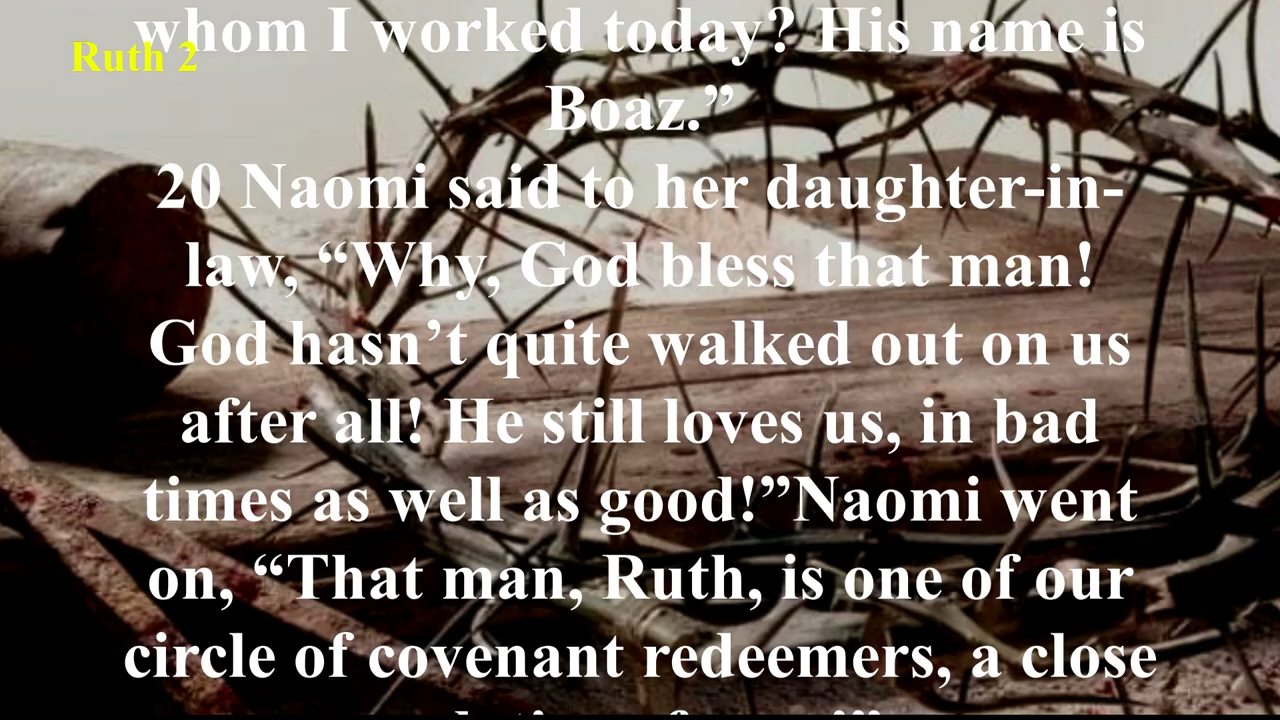 whom I worked today? His name is
Ruth 2
Boaz.”
20 Naomi said to her daughter-in-
law, “Why, God bless that man!
God hasn’t quite walked out on us
after all! He still loves us, in bad
times as well as good!”Naomi went
on, “That man, Ruth, is one of our
circle of covenant redeemers, a close